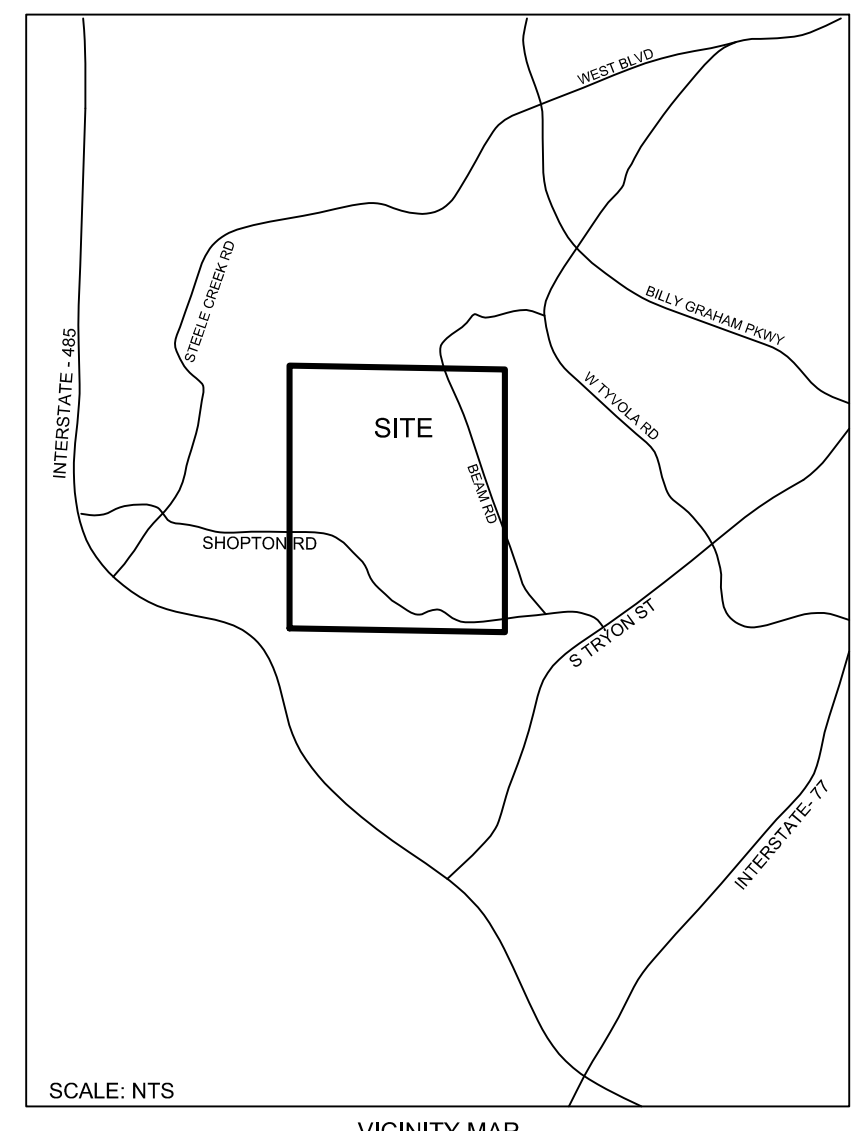 WEST BLVD
STEELE CREEK RD
BILLY GRAHAM PKWY
INTERSTATE - 485
W TYVOLA RD
SITE
BEAM RD
SHOPTON RD
S TRYON ST
INTERSTATE- 77
SCALE: NTS
VICINITY MAP